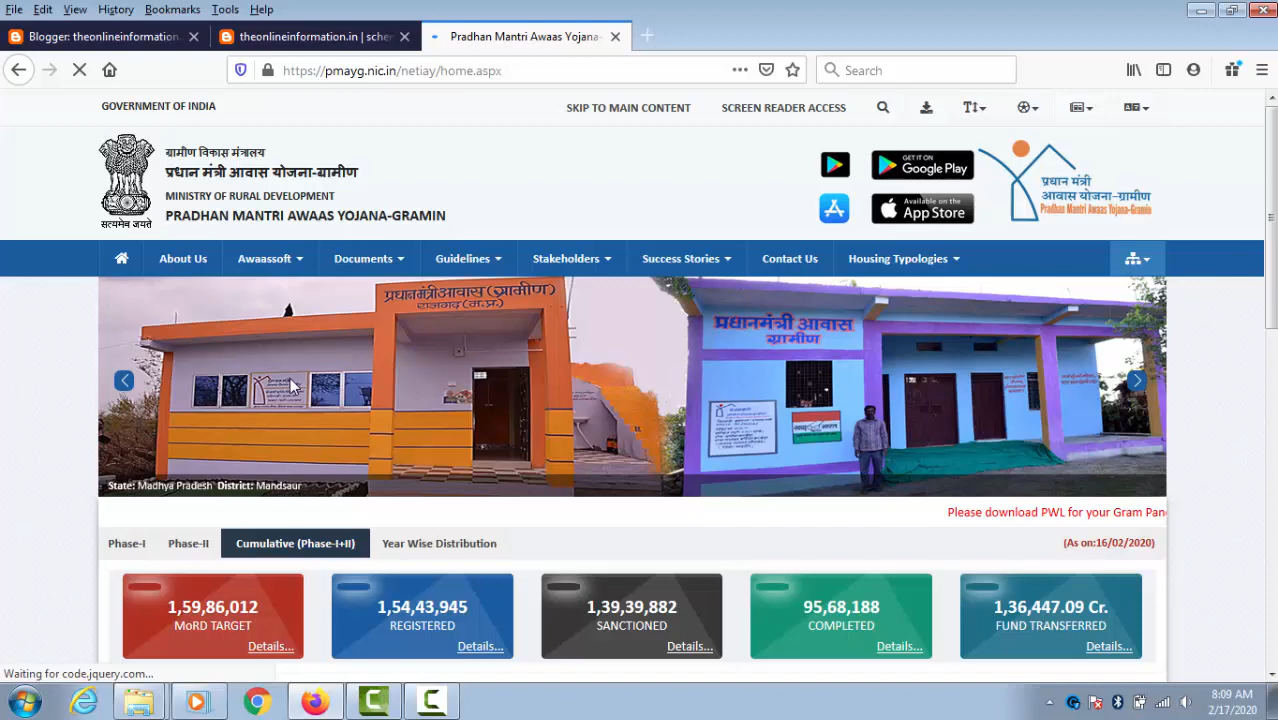 File Edit View History Bookmarks Tools Help
Blogger: theonlineinformation.
theonlineinformation.in | schem
Pradhan Mantri Awaas Yojana-
https://pmayg.nic.in/netiay/home.aspx
Search
GOVERNMENT OF INDIA
SKIP TO MAIN CONTENT
SCREEN READER ACCESS
ग्रामीण विकास मंत्रालय
प्रधान मंत्री आवास योजना-ग्रामीण
MINISTRY OF RURAL DEVELOPMENT
PRADHAN MANTRI AWAAS YOJANA-GRAMIN
सत्यमेव जयते
GET IT ON
Google Play
Available on the
App Store
प्रधान मंत्री
आवास योजना-ग्रामीण
Pradhan Mantri Awaas Yojana-Gramin
About Us
Awaassoft
Documents
Guidelines
Stakeholders
Success Stories
Contact Us
Housing Typologies
प्रधानमंत्री आवास (ग्रामीण)
राजगढ़ (म.प्र.)
प्रधानमंत्री आवास
ग्रामीण
State: Madhya Pradesh District: Mandsaur
Please download PWL for your Gram Pan
Phase-I
Phase-II
Cumulative (Phase-I+II)
Year Wise Distribution
(As on:16/02/2020)
1,59,86,012
MoRD TARGET
Details...
1,54,43,945
REGISTERED
Details...
1,39,39,882
SANCTIONED
Details...
95,68,188
COMPLETED
Details...
1,36,447.09 Cr.
FUND TRANSFERRED
Details...
Waiting for code.jquery.com...
8:09 AM
2/17/2020